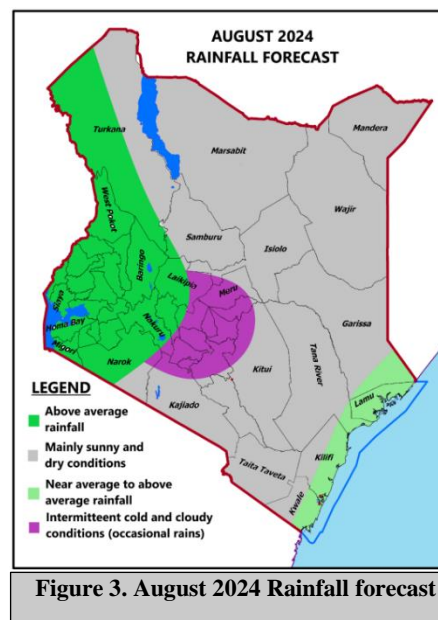 AUGUST 2024
RAINFALL FORECAST
Turkana
Mandera
Marsabit
West Pokot
Wajir
Samburu
Baringo
Isiolo
Laikipia
Meru
Siaya
Homa Bay
Nakuru
Garissa
Migori
Narok
Kitui
Tana River
Lamu
Kajiado
Kilifi
Taita Taveta
Kwale
LEGEND
Above average
rainfall
Mainly sunny and
dry conditions
Near average to above
average rainfall
Intermitteent cold and cloudy
conditions (occasional rains)
Figure 3. August 2024 Rainfall forecast